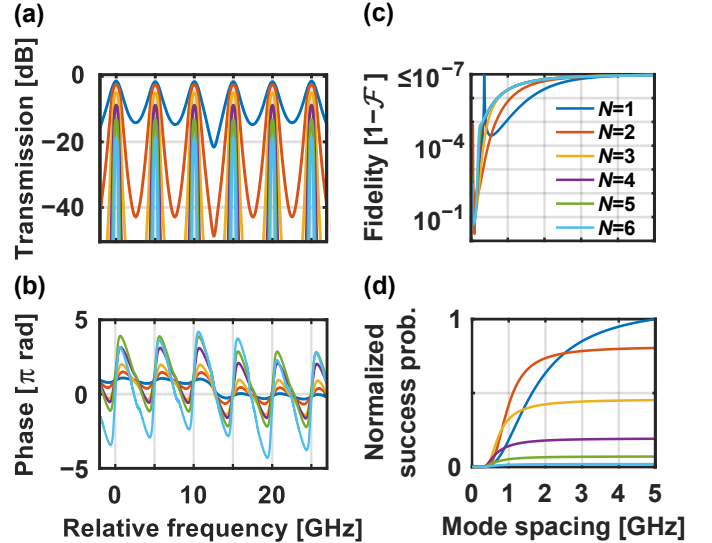 (a)
Transmission [dB]
0
−20
−40
(b)
Phase [π rad]
5
0
−5
0
10
20
Relative frequency [GHz]
(c)
Fidelity [1−ℱ]
≤10⁻⁷
10⁻⁴
10⁻¹
N=1
N=2
N=3
N=4
N=5
N=6
(d)
Normalized
success prob.
1
0
0
1
2
3
4
5
Mode spacing [GHz]